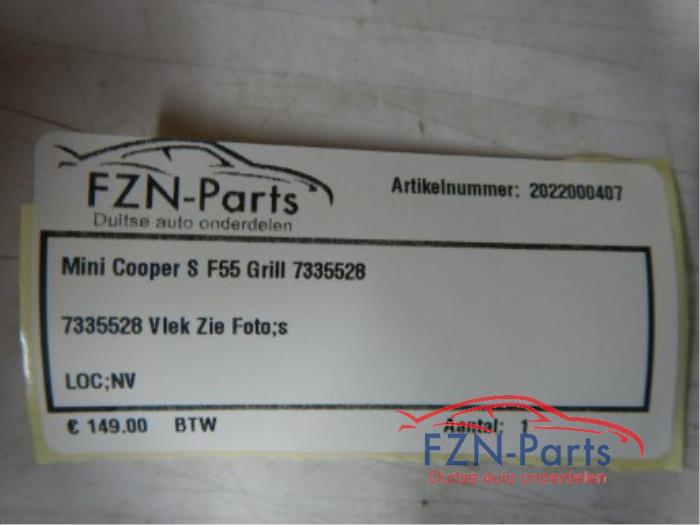 FZN-Parts
Duitse auto onderdelen
Artikelnummer: 2022000407
Mini Cooper S F55 Grill 7335528
7335528 Vlek Zie Foto;s
LOC;NV
€ 149.00 BTW
Aantal: 1
FZN-Parts
Duitse auto onderdelen